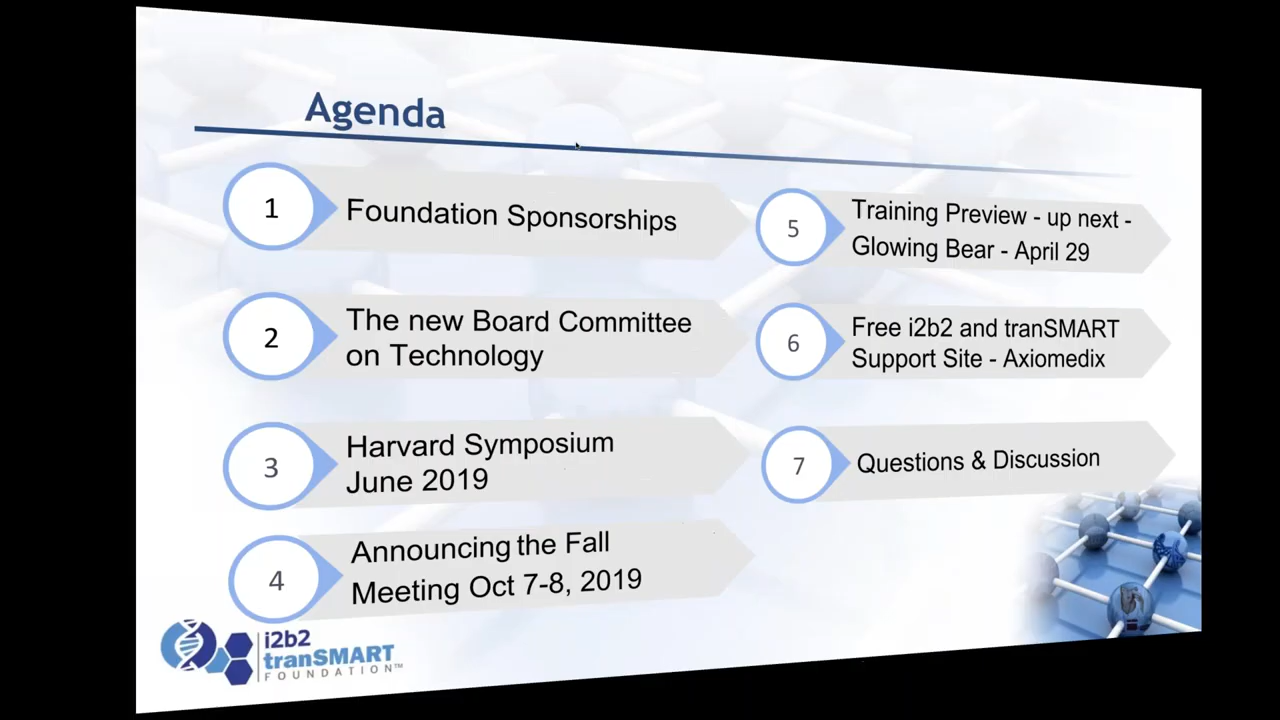 Agenda
1
Foundation Sponsorships
2
The new Board Committee
on Technology
3
Harvard Symposium
June 2019
4
Announcing the Fall
Meeting Oct 7-8, 2019
5
Training Preview - up next -
Glowing Bear - April 29
6
Free i2b2 and tranSMART
Support Site - Axiomedix
7
Questions & Discussion
i2b2
tranSMART
FOUNDATION™